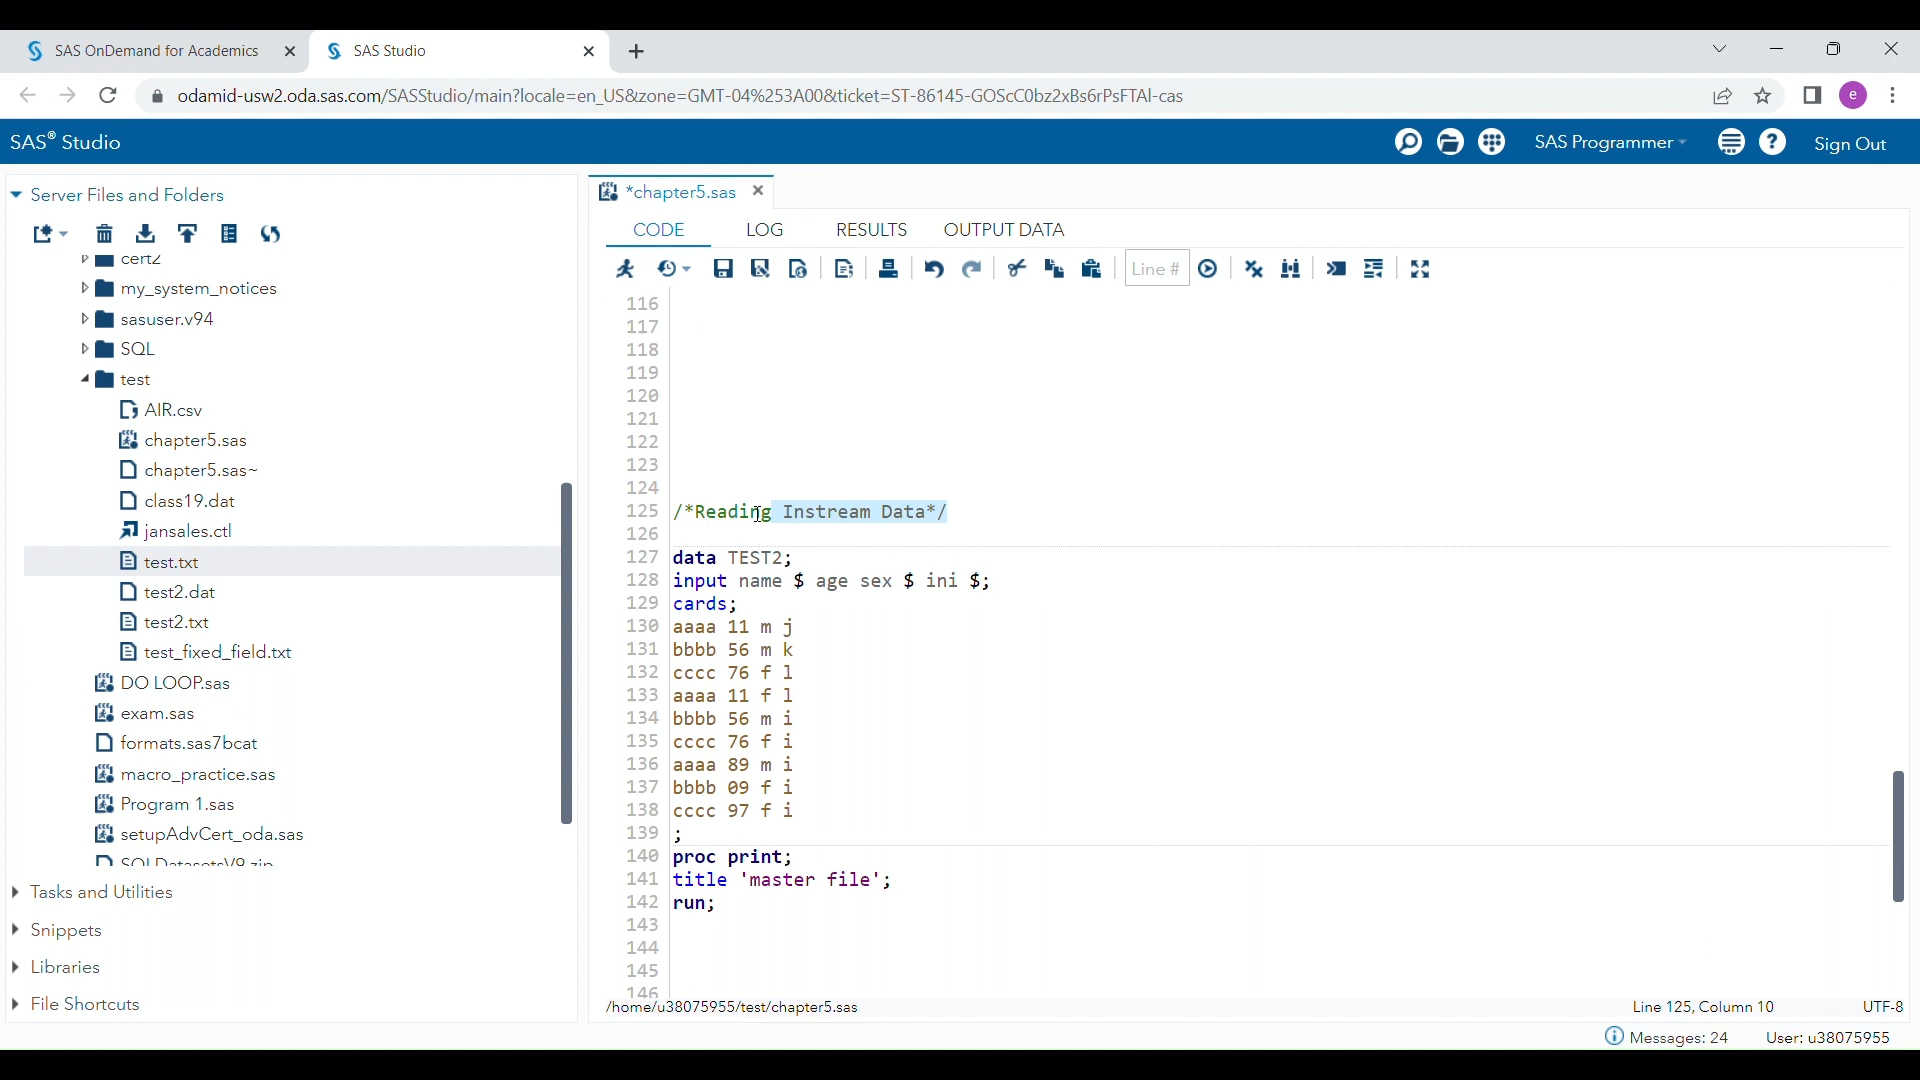 SAS OnDemand for Academics
SAS Studio
odamid-usw2.oda.sas.com/SASStudio/main?locale=en_US&zone=GMT-04%253A00&ticket=ST-86145-GOScC0bz2xBs6rPsFTAl-cas
e
SAS® Studio
SAS Programmer
Sign Out
Server Files and Folders
cert2
my_system_notices
sasuser.v94
SQL
test
AIR.csv
chapter5.sas
chapter5.sas~
class19.dat
jansales.ctl
test.txt
test2.dat
test2.txt
test_fixed_field.txt
DO LOOP.sas
exam.sas
formats.sas7bcat
macro_practice.sas
Program 1.sas
setupAdvCert_oda.sas
SQLDatasetsV9.zip
Tasks and Utilities
Snippets
Libraries
File Shortcuts
*chapter5.sas
CODE LOG RESULTS OUTPUT DATA
Line #
116
117
118
119
120
121
122
123
124
125 /*Reading Instream Data*/
126
127 data TEST2;
128 input name $ age sex $ ini $;
129 cards;
130 aaaa 11 m j
131 bbbb 56 m k
132 cccc 76 f l
133 aaaa 11 f l
134 bbbb 56 m i
135 cccc 76 f i
136 aaaa 89 m i
137 bbbb 09 f i
138 cccc 97 f i
139 ;
140 proc print;
141 title 'master file';
142 run;
143
144
145
146
/home/u38075955/test/chapter5.sas
Line 125, Column 10
UTF-8
Messages: 24
User: u38075955